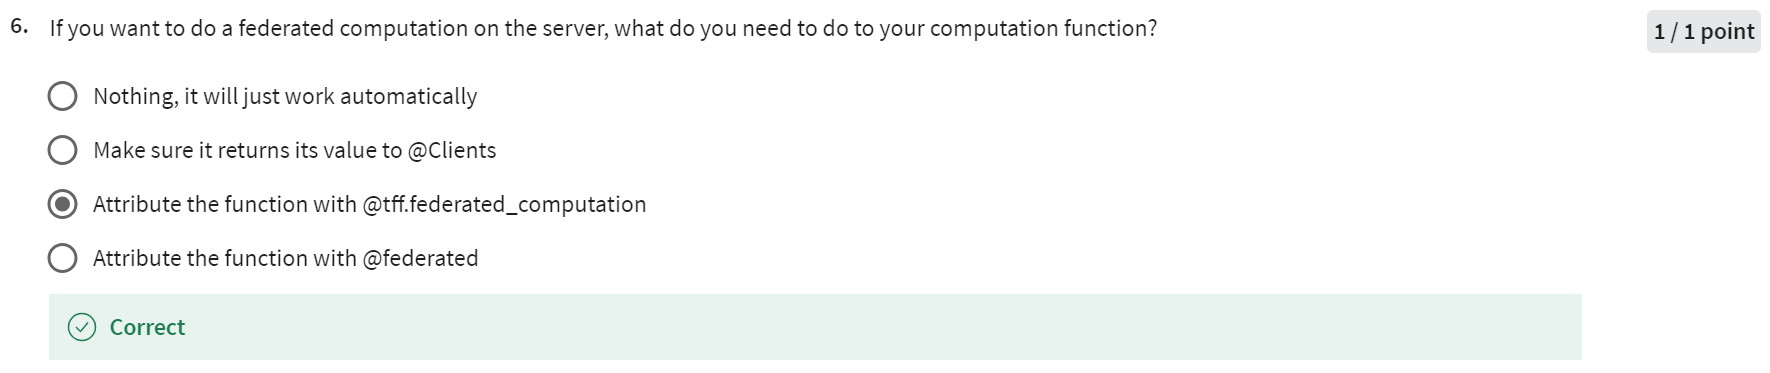 6. If you want to do a federated computation on the server, what do you need to do to your computation function?
1 / 1 point
Nothing, it will just work automatically
Make sure it returns its value to @Clients
Attribute the function with @tff.federated_computation
Attribute the function with @federated
Correct